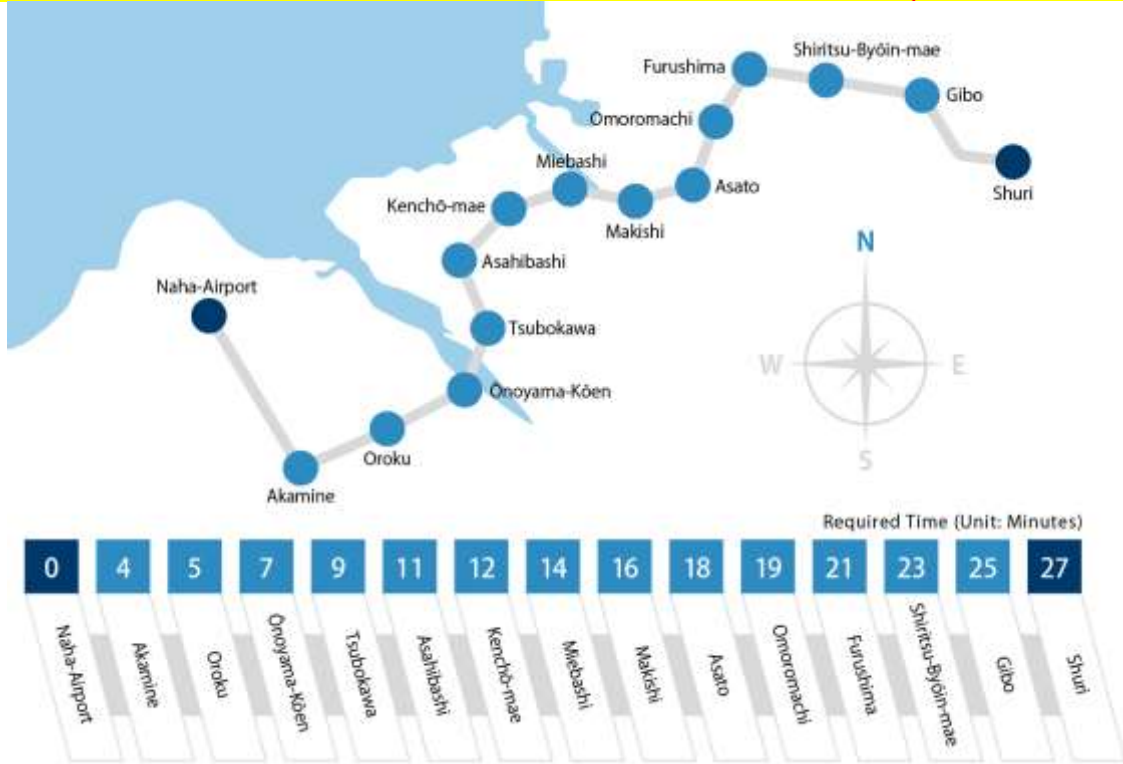 Shiritsu-Byōin-mae
Furushima
Gibo
Omoromachi
Miebashi
Asato
Shuri
Kenchō-mae
Makishi
N
Asahibashi
Naha-Airport
Tsubokawa
W
E
Ōnoyama-Kōen
Oroku
S
Akamine
Required Time (Unit: Minutes)
0 4 5 7 9 11 12 14 16 18 19 21 23 25 27
Naha-Airport
Akamine
Oroku
Ōnoyama-Kōen
Tsubokawa
Asahibashi
Kenchō-mae
Miebashi
Makishi
Asato
Omoromachi
Furushima
Shiritsu-Byōin-mae
Gibo
Shuri